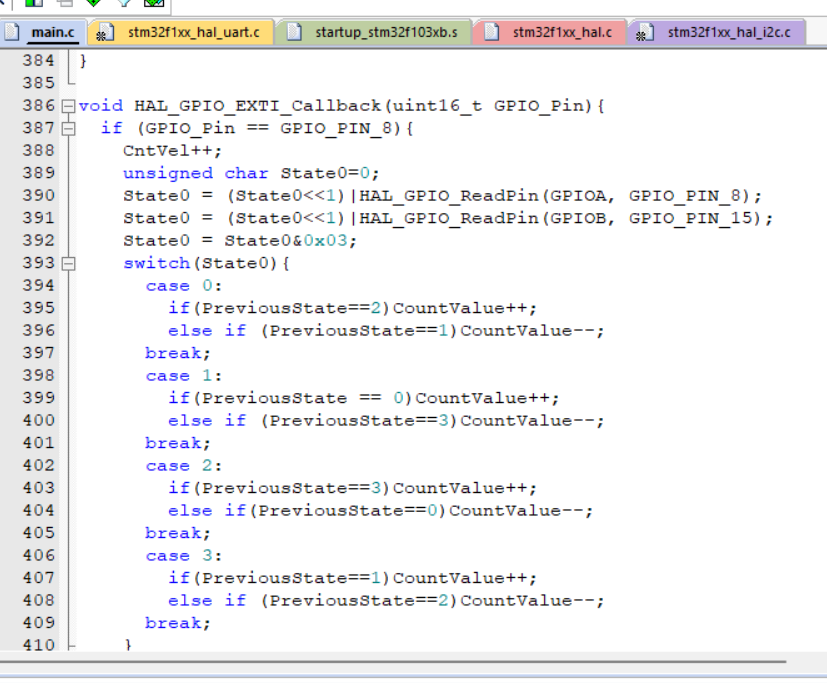 main.c stm32f1xx_hal_uart.c startup_stm32f103xb.s stm32f1xx_hal.c stm32f1xx_hal_i2c.c
384 }
385
386 void HAL_GPIO_EXTI_Callback(uint16_t GPIO_Pin){
387 if (GPIO_Pin == GPIO_PIN_8){
388 CntVel++;
389 unsigned char State0=0;
390 State0 = (State0<<1)|HAL_GPIO_ReadPin(GPIOA, GPIO_PIN_8);
391 State0 = (State0<<1)|HAL_GPIO_ReadPin(GPIOB, GPIO_PIN_15);
392 State0 = State0&0x03;
393 switch(State0){
394 case 0:
395 if(PreviousState==2)CountValue++;
396 else if (PreviousState==1)CountValue--;
397 break;
398 case 1:
399 if(PreviousState == 0)CountValue++;
400 else if (PreviousState==3)CountValue--;
401 break;
402 case 2:
403 if(PreviousState==3)CountValue++;
404 else if(PreviousState==0)CountValue--;
405 break;
406 case 3:
407 if(PreviousState==1)CountValue++;
408 else if (PreviousState==2)CountValue--;
409 break;
410 }